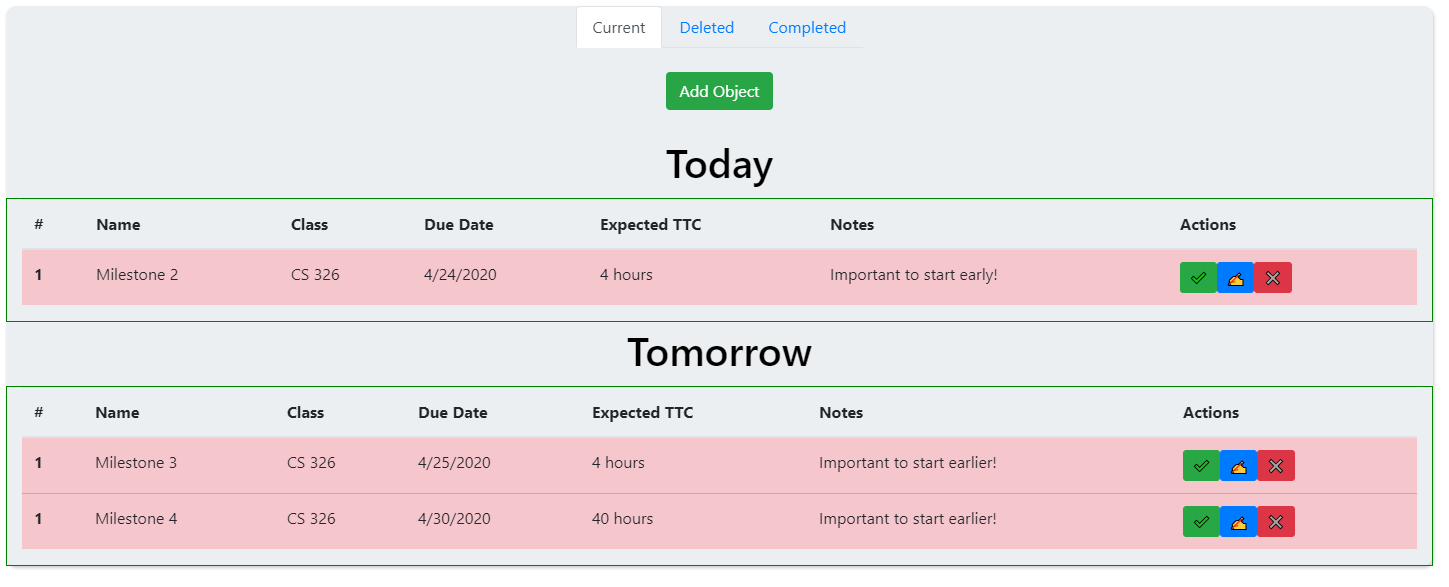 Current Deleted Completed
Add Object
Today
# Name Class Due Date Expected TTC Notes Actions
1 Milestone 2 CS 326 4/24/2020 4 hours Important to start early!
Tomorrow
# Name Class Due Date Expected TTC Notes Actions
1 Milestone 3 CS 326 4/25/2020 4 hours Important to start earlier!
1 Milestone 4 CS 326 4/30/2020 40 hours Important to start earlier!